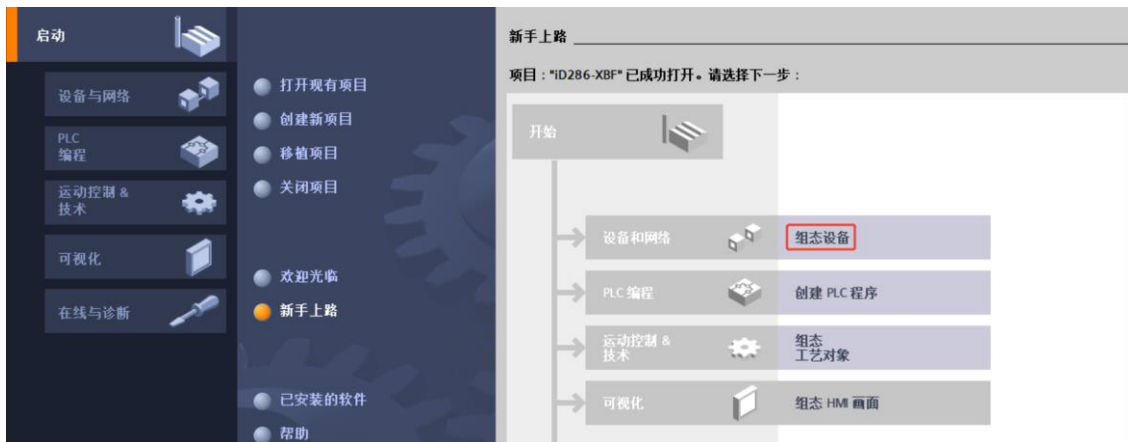 启动
设备与网络
PLC
编程
运动控制 &
技术
可视化
在线与诊断
打开现有项目
创建新项目
移植项目
关闭项目
欢迎光临
新手上路
已安装的软件
帮助
新手上路
项目："iD286-XBF" 已成功打开。请选择下一步：
开始
设备和网络
组态设备
PLC 编程
创建 PLC 程序
运动控制 &
技术
组态
工艺对象
可视化
组态 HMI 画面